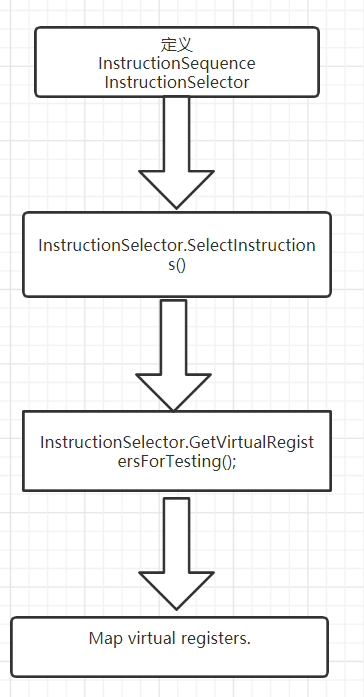 定义
InstructionSequence
InstructionSelector
InstructionSelector.SelectInstruction
s()
InstructionSelector.GetVirtualRegist
ersForTesting();
Map virtual registers.